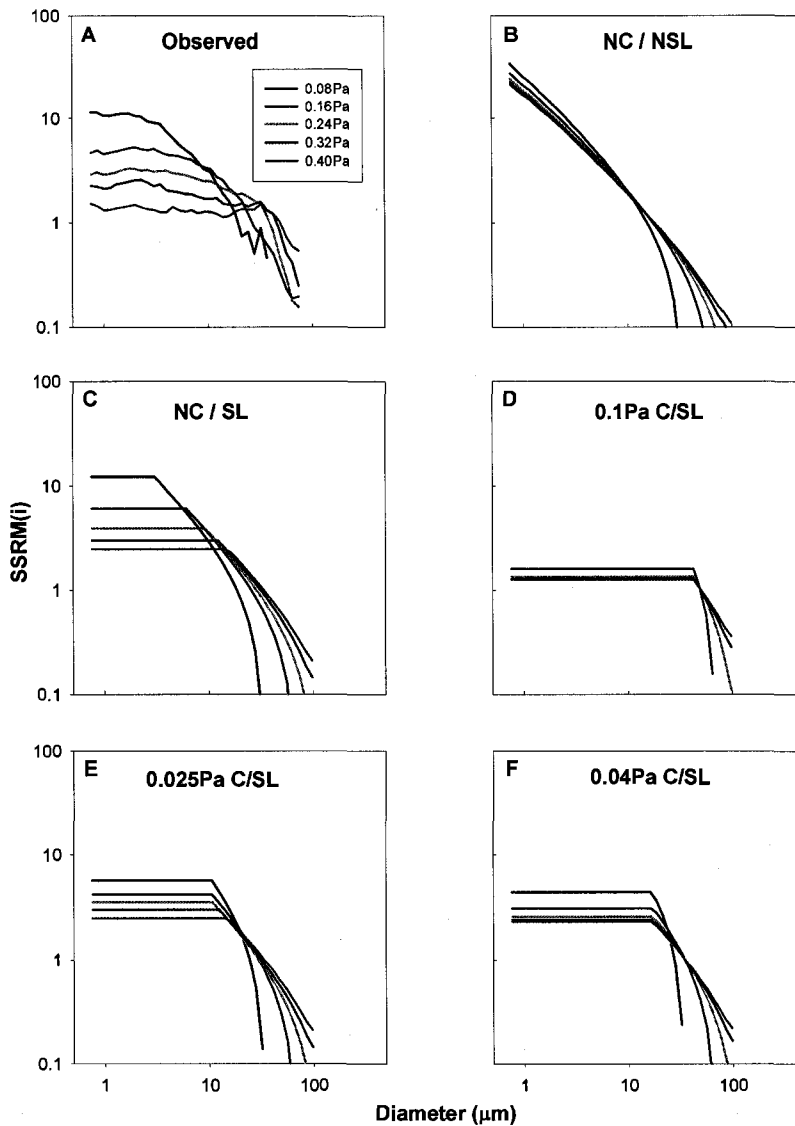 100
A
Observed
0.08Pa
0.16Pa
0.24Pa
0.32Pa
0.40Pa
10
1
0.1
B
NC / NSL
100
C
NC / SL
10
1
0.1
D
0.1Pa C/SL
SSRM(i)
100
E
0.025Pa C/SL
10
1
0.1
1
10
100
F
0.04Pa C/SL
1
10
100
Diameter (μm)